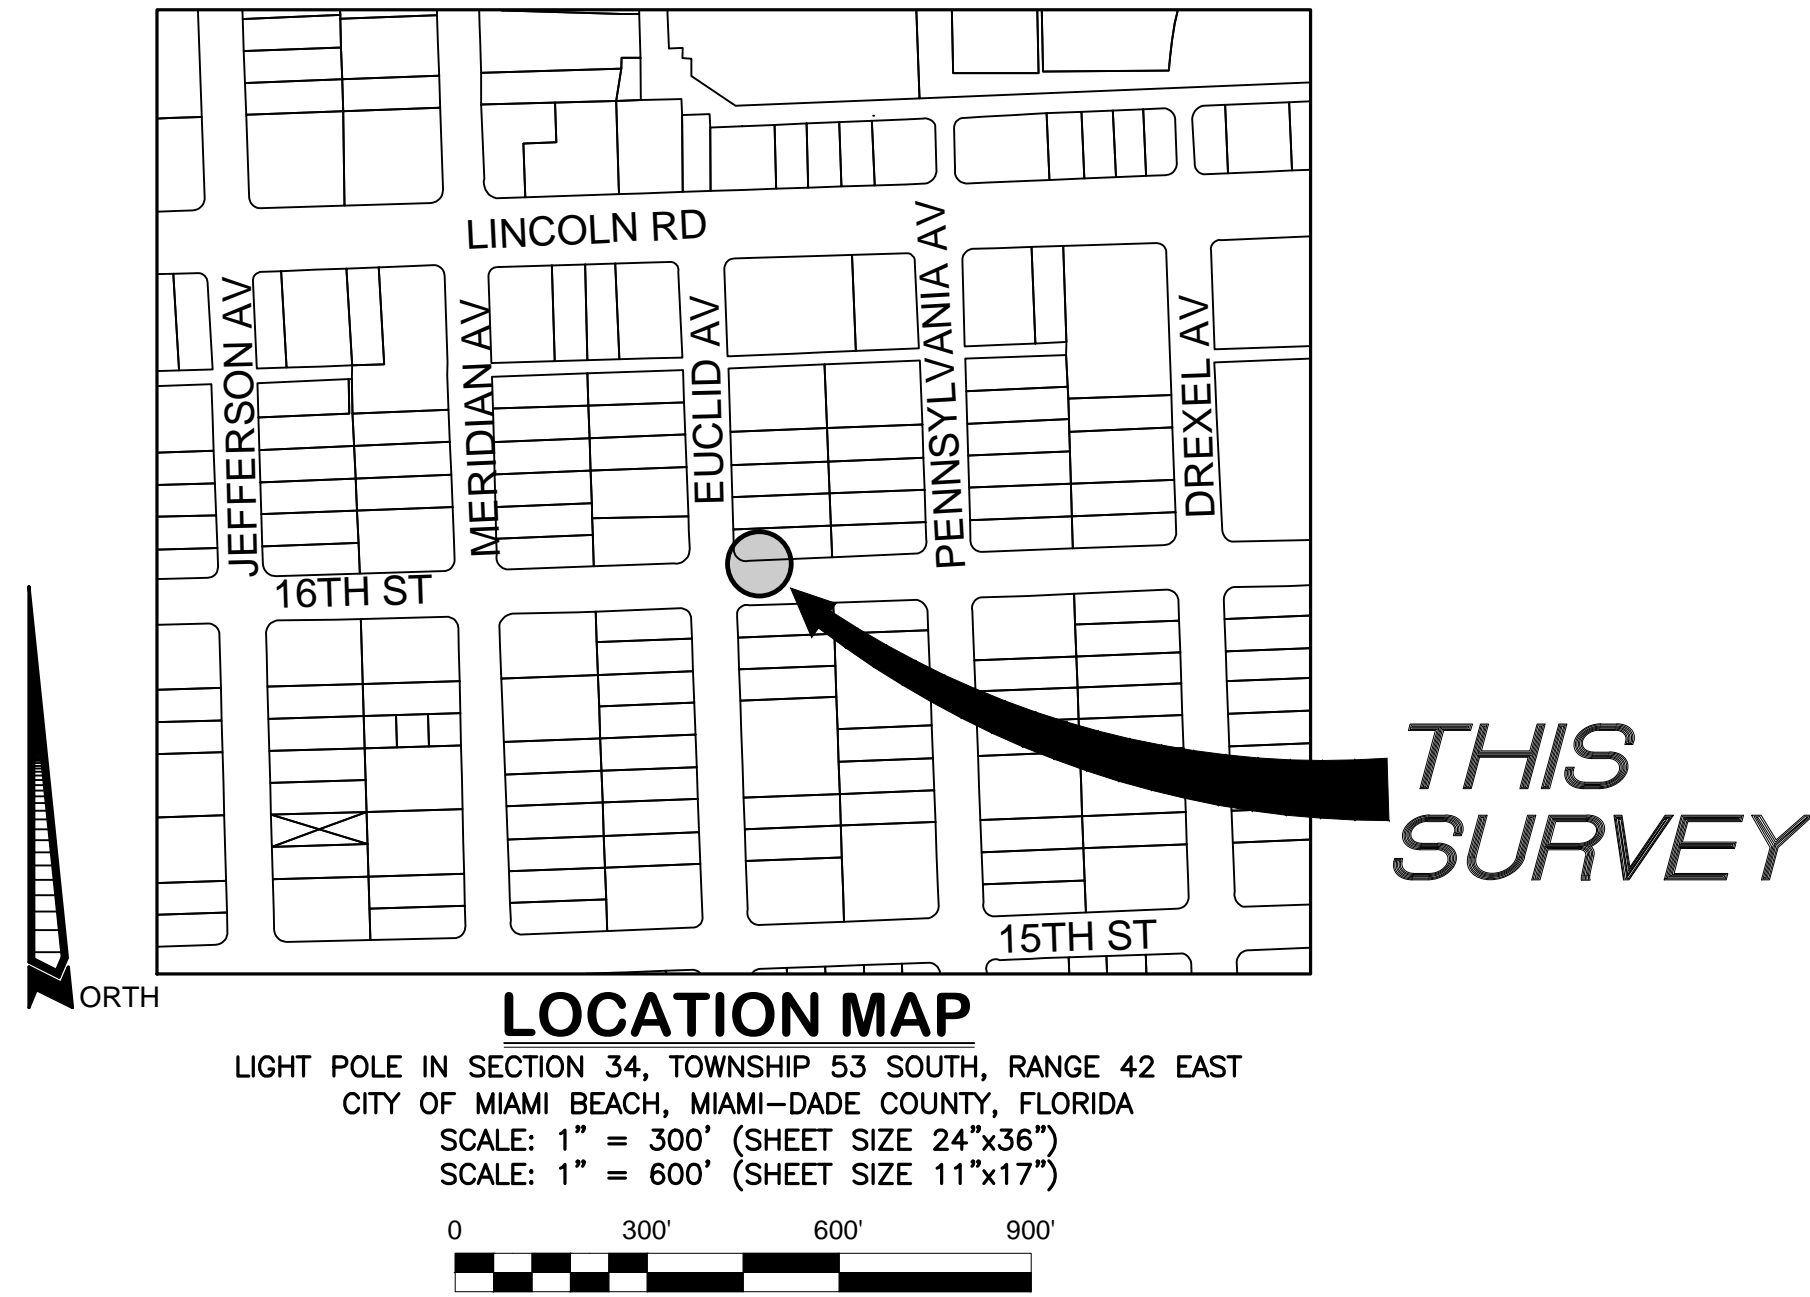 LINCOLN RD
JEFFERSON AV
MERIDIAN AV
EUCLID AV
PENNSYLVANIA AV
DREXEL AV
16TH ST
15TH ST
THIS
SURVEY
NORTH
LOCATION MAP
LIGHT POLE IN SECTION 34, TOWNSHIP 53 SOUTH, RANGE 42 EAST
CITY OF MIAMI BEACH, MIAMI-DADE COUNTY, FLORIDA
SCALE: 1" = 300' (SHEET SIZE 24"x36")
SCALE: 1" = 600' (SHEET SIZE 11"x17")
0 300' 600' 900'